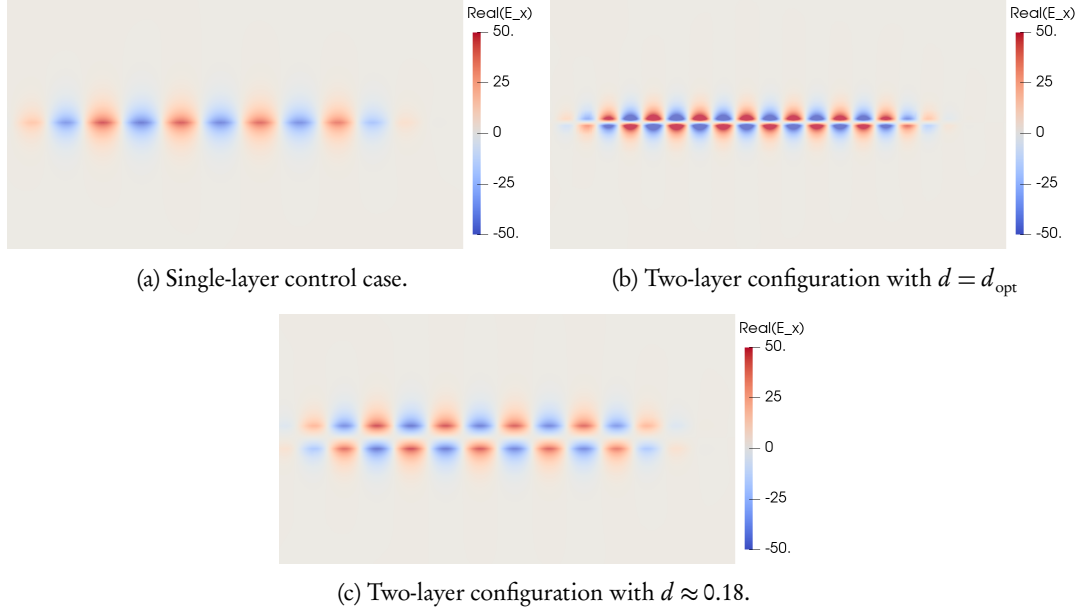 Real(E_x)
50.
25
0
-25
-50.
(a) Single-layer control case.
Real(E_x)
50.
25
0
-25
-50.
(b) Two-layer configuration with d = d_opt
Real(E_x)
50.
25
0
-25
-50.
(c) Two-layer configuration with d ≈ 0.18.